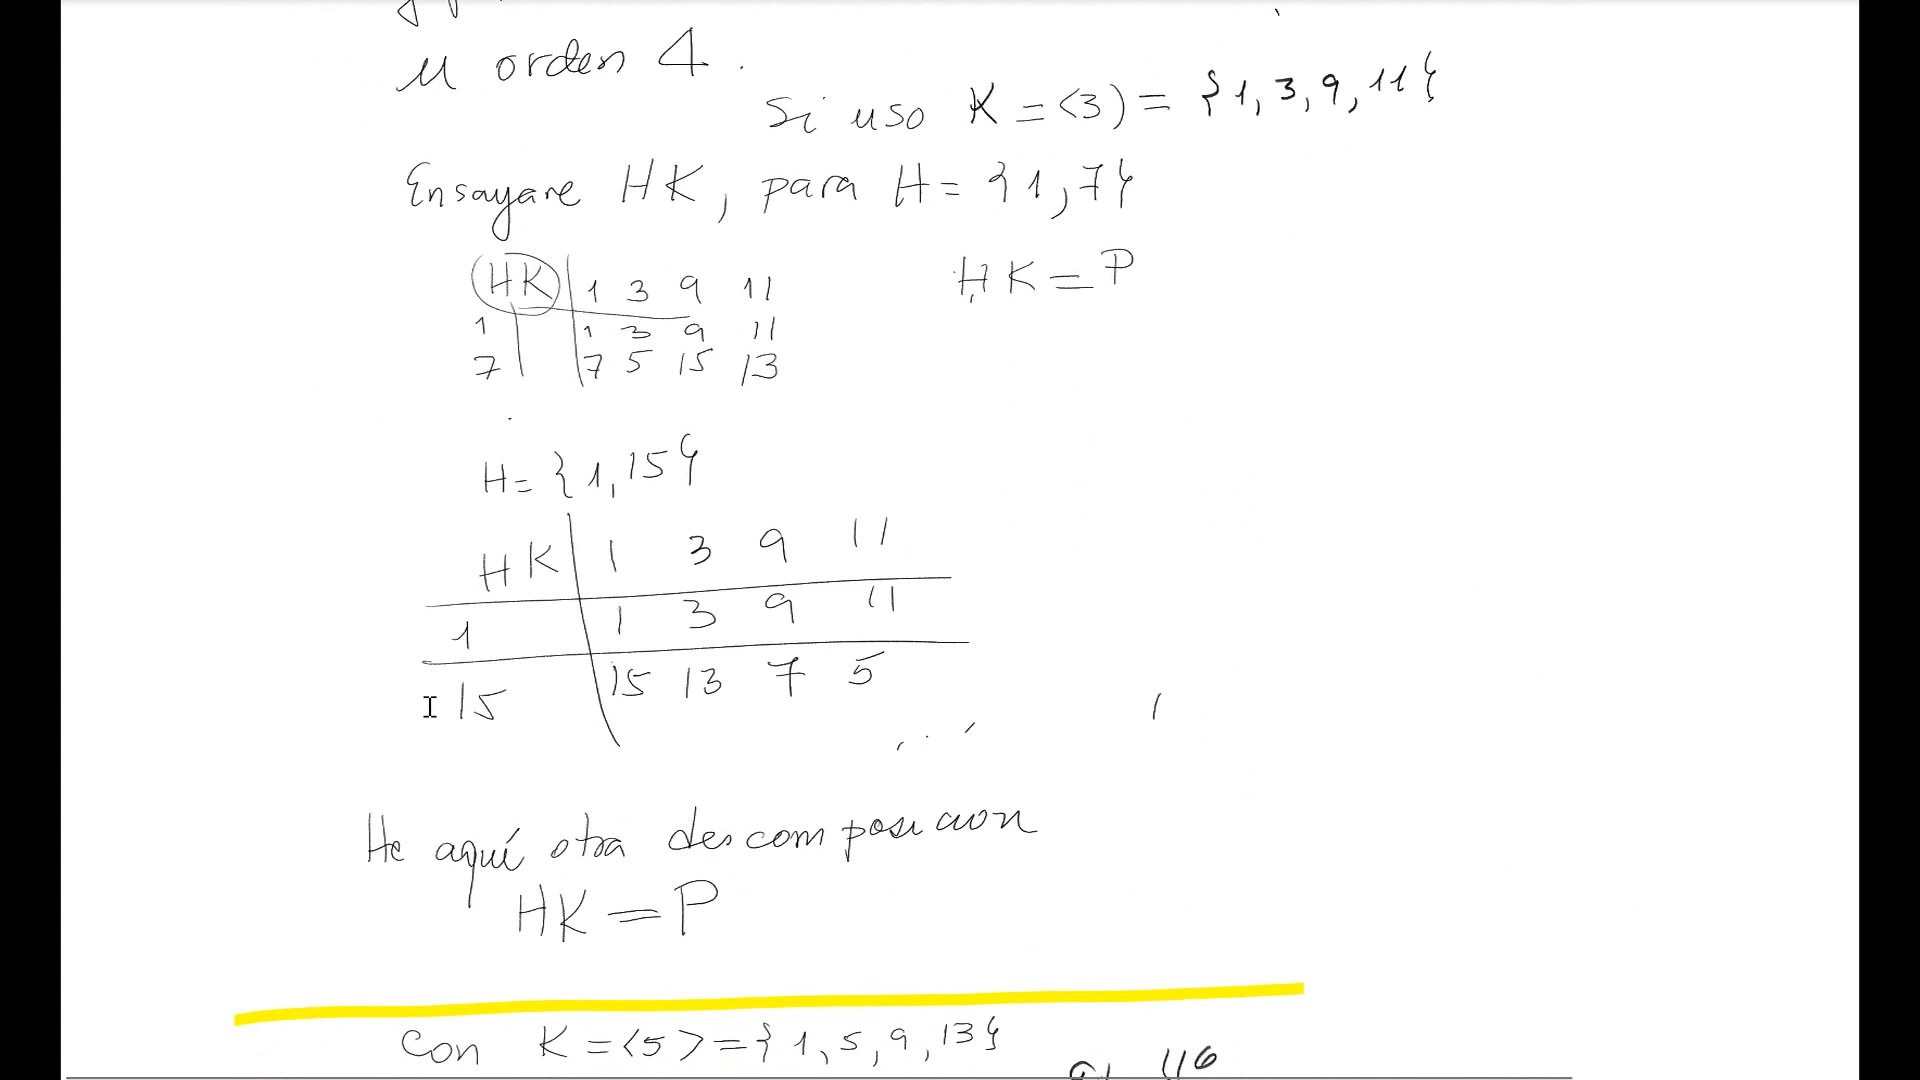 u orden 4.
Si uso K = <3) = {1, 3, 9, 11}
Ensayare HK, para H = {1, 7}
HK | 1 3 9 11
HK = P
1 | 1 3 9 11
7 | 7 5 15 13
H = {1, 15}
HK | 1 3 9 11
1 | 1 3 9 11
15 | 15 13 7 5
He aquí otra descomposicion
HK = P
Con K = <5> = {1, 5, 9, 13}